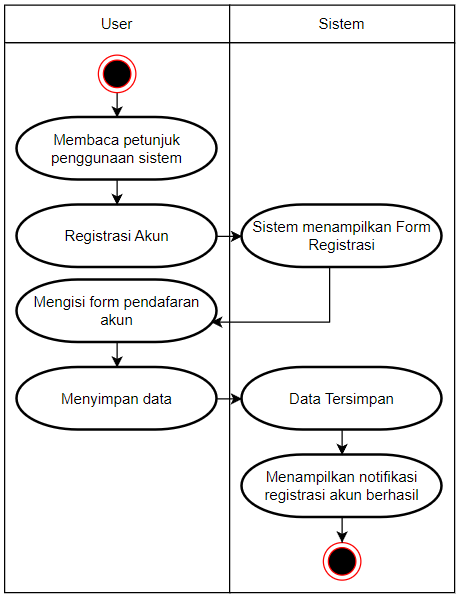 User
Sistem
Membaca petunjuk
penggunaan sistem
Registrasi Akun
Sistem menampilkan Form
Registrasi
Mengisi form pendafaran
akun
Menyimpan data
Data Tersimpan
Menampilkan notifikasi
registrasi akun berhasil